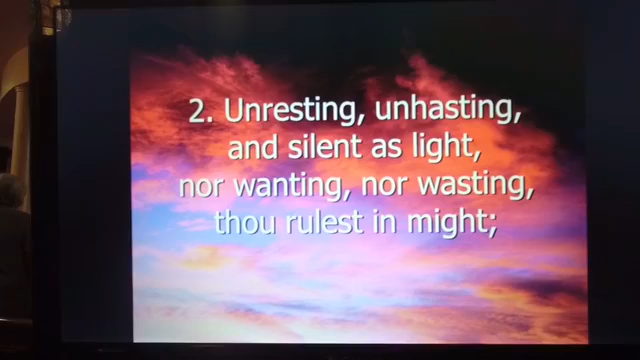 2. Unresting, unhasting,
and silent as light,
nor wanting, nor wasting,
thou rulest in might;